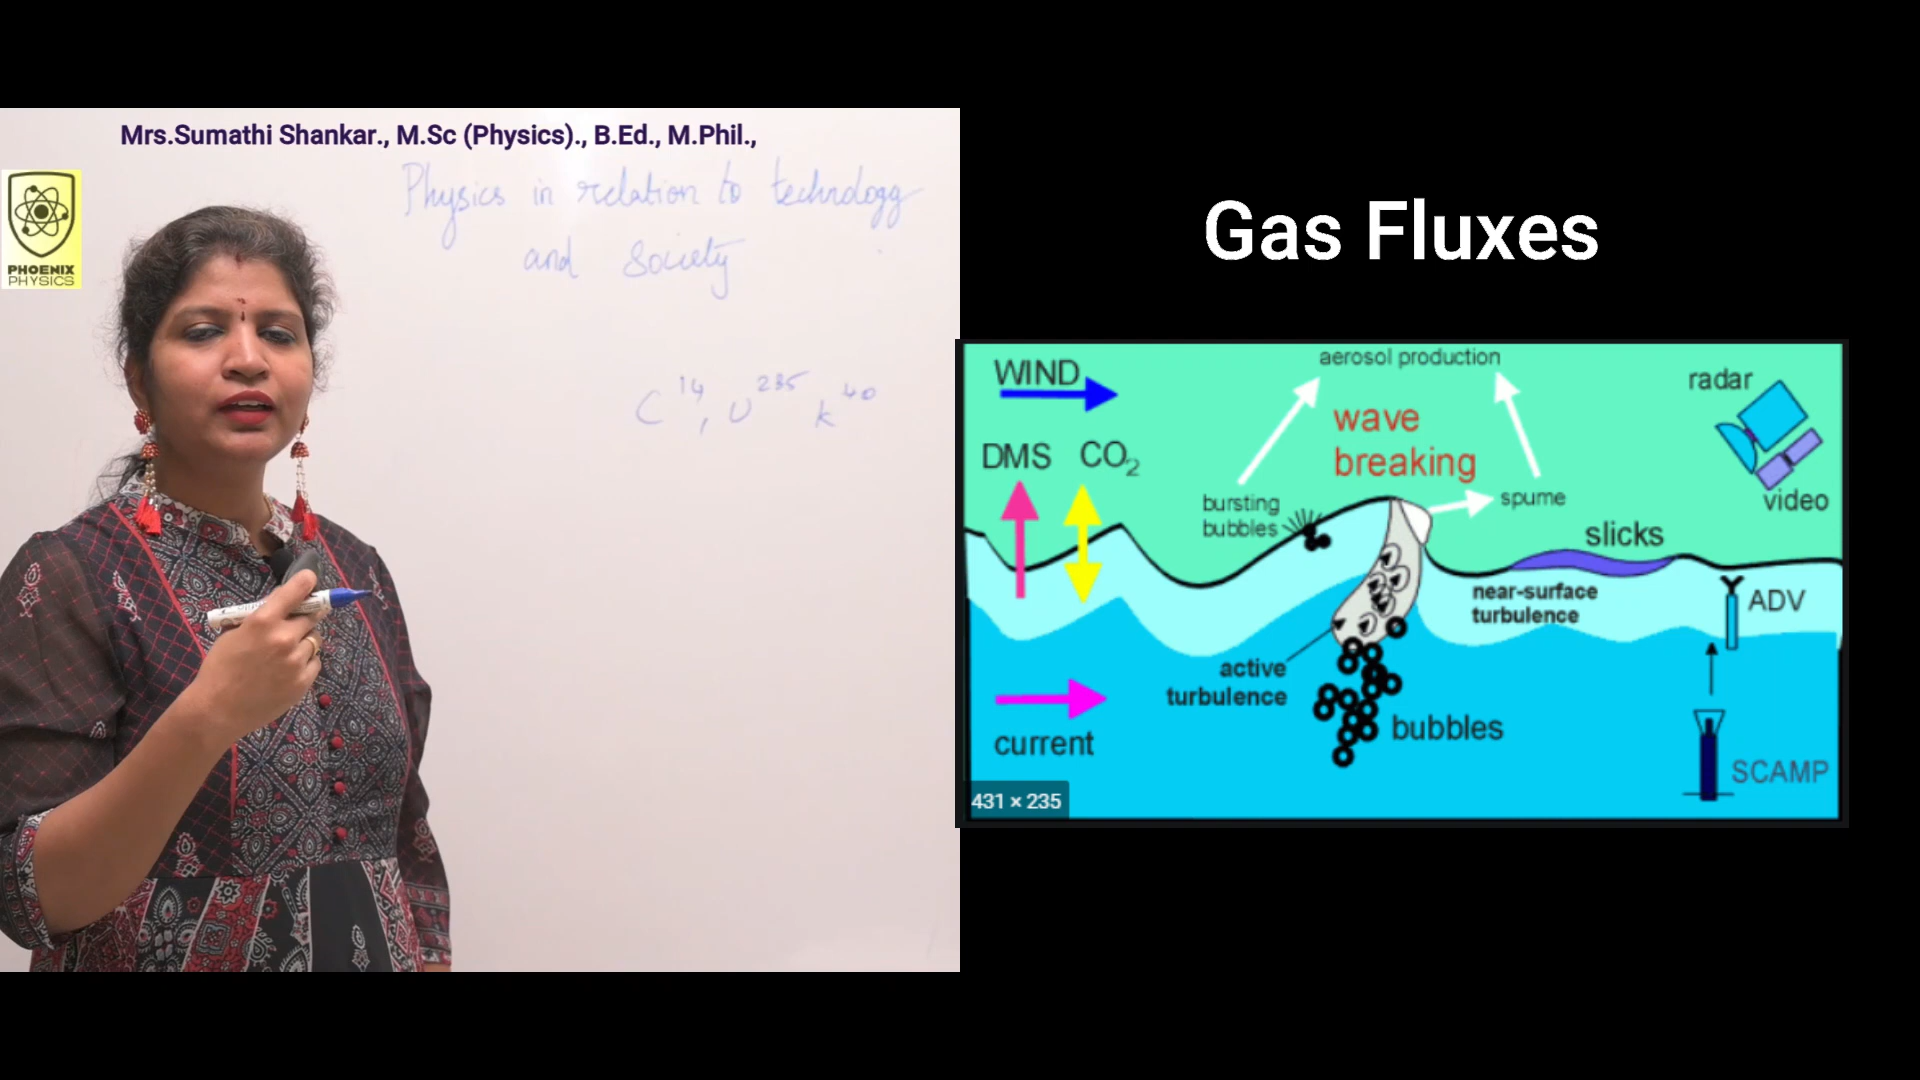 Mrs.Sumathi Shankar., M.Sc (Physics)., B.Ed., M.Phil.,
Physics in relation to technology
and Society
PHOENIX
PHYSICS
C¹⁴, U²³⁵ k⁴⁰
Gas Fluxes
WIND
aerosol production
radar
wave
breaking
DMS CO₂
bursting
bubbles
spume
video
slicks
near-surface
turbulence
ADV
active
turbulence
current
bubbles
SCAMP
431 × 235